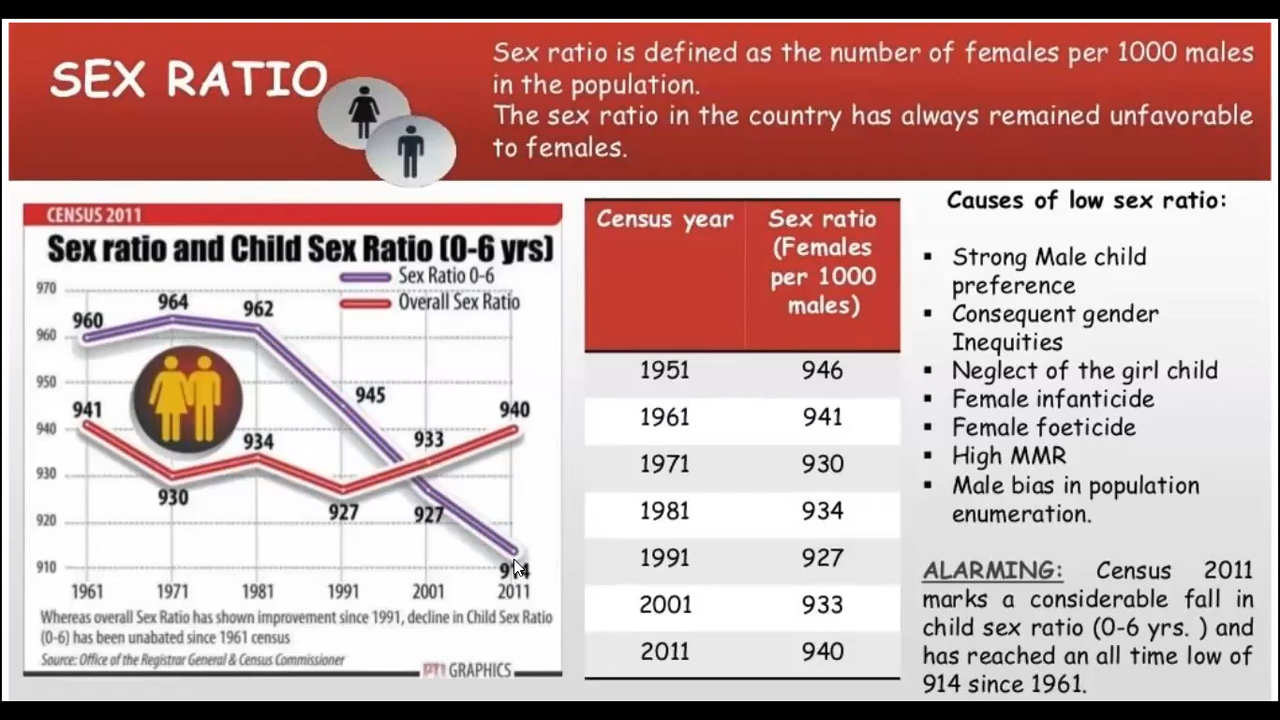 SEX RATIO
Sex ratio is defined as the number of females per 1000 males
in the population.
The sex ratio in the country has always remained unfavorable
to females.
CENSUS 2011
Sex ratio and Child Sex Ratio (0-6 yrs)
Sex Ratio 0-6
Overall Sex Ratio
970
960
950
940
930
920
910
960
964
962
945
927
941
930
934
927
933
940
1961
1971
1981
1991
2001
2011
Whereas overall Sex Ratio has shown improvement since 1991, decline in Child Sex Ratio
(0-6) has been unabated since 1961 census
Source: Office of the Registrar General & Census Commissioner
PTI GRAPHICS
Census year
Sex ratio
(Females
per 1000
males)
1951 946
1961 941
1971 930
1981 934
1991 927
2001 933
2011 940
Causes of low sex ratio:
▪ Strong Male child
preference
▪ Consequent gender
Inequities
▪ Neglect of the girl child
▪ Female infanticide
▪ Female foeticide
▪ High MMR
▪ Male bias in population
enumeration.
ALARMING: Census 2011
marks a considerable fall in
child sex ratio (0-6 yrs. ) and
has reached an all time low of
914 since 1961.